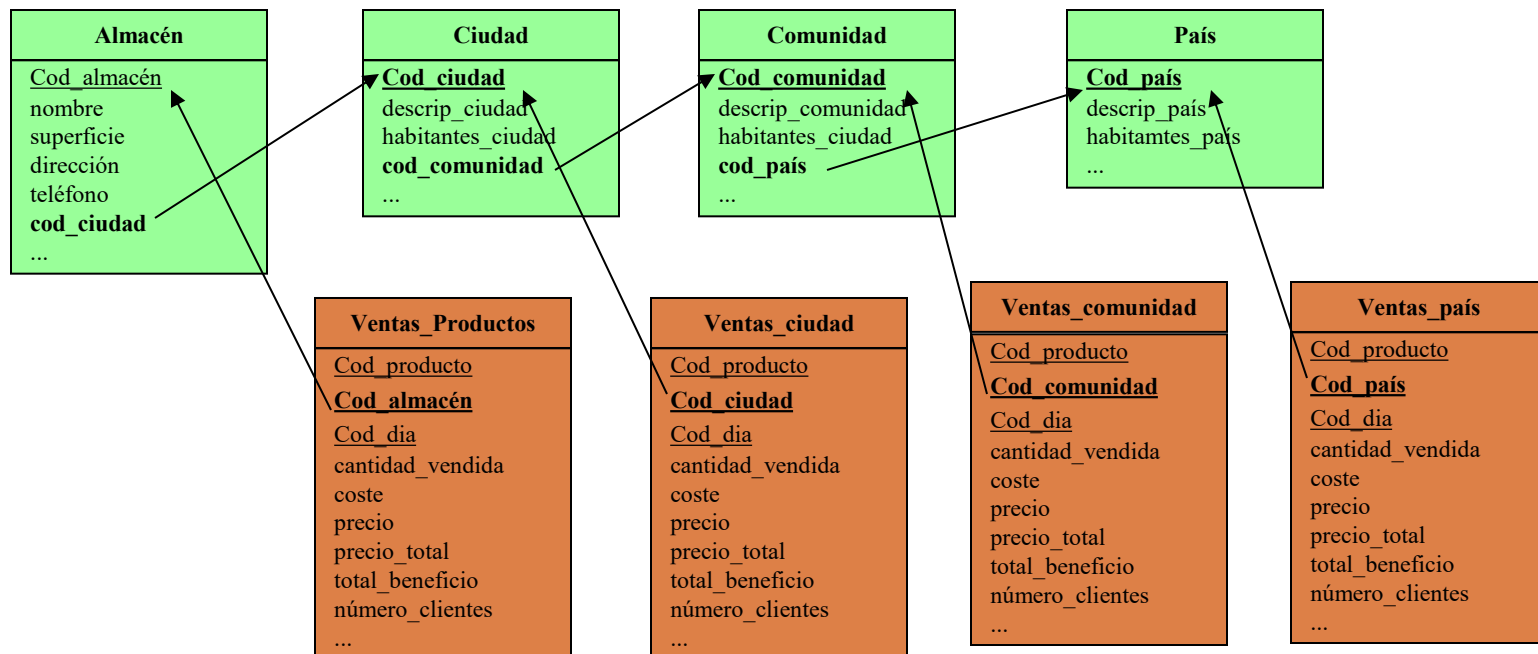 Almacén
Cod_almacén
nombre
superficie
dirección
teléfono
cod_ciudad
...
Ciudad
Cod_ciudad
descrip_ciudad
habitantes_ciudad
cod_comunidad
...
Comunidad
Cod_comunidad
descrip_comunidad
habitantes_ciudad
cod_país
...
País
Cod_país
descrip_país
habitamtes_país
...
Ventas_Productos
Cod_producto
Cod_almacén
Cod_dia
cantidad_vendida
coste
precio
precio_total
total_beneficio
número_clientes
...
Ventas_ciudad
Cod_producto
Cod_ciudad
Cod_dia
cantidad_vendida
coste
precio
precio_total
total_beneficio
número_clientes
...
Ventas_comunidad
Cod_producto
Cod_comunidad
Cod_dia
cantidad_vendida
coste
precio
precio_total
total_beneficio
número_clientes
...
Ventas_país
Cod_producto
Cod_país
Cod_dia
cantidad_vendida
coste
precio
precio_total
total_beneficio
número_clientes
...